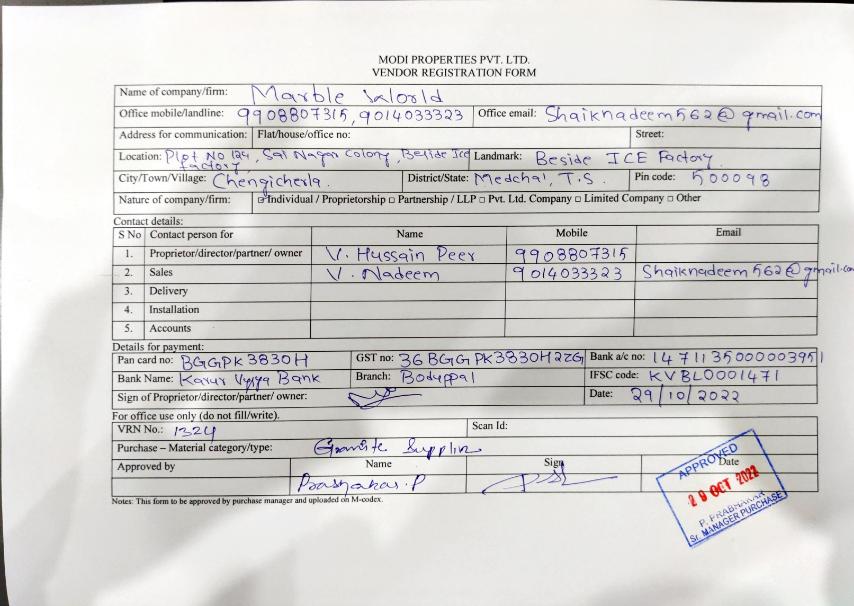 MODI PROPERTIES PVT. LTD.
VENDOR REGISTRATION FORM
Name of company/firm: Marble World
Office mobile/landline: 9908807315, 9014033323 Office email: Shaiknadeem562@gmail.com
Address for communication: Flat/house/office no: Street:
Location: Plot No 124, Sai Nagar Colony, Beside Ice factory Landmark: Beside ICE Factory
City/Town/Village: Chengicherla. District/State: Medchal, T.S. Pin code: 500098
Nature of company/firm: ☑ Individual / Proprietorship □ Partnership / LLP □ Pvt. Ltd. Company □ Limited Company □ Other
Contact details:
S No Contact person for Name Mobile Email
1. Proprietor/director/partner/ owner V. Hussain Peer 9908807315
2. Sales V. Nadeem 9014033323 Shaiknadeem562@gmail.com
3. Delivery
4. Installation
5. Accounts
Details for payment:
Pan card no: BGGPK3830H GST no: 36BGGPK3830H2ZG Bank a/c no: 1471135000003951
Bank Name: Karur Vysya Bank Branch: Boduppal IFSC code: KVBL0001471
Sign of Proprietor/director/partner/ owner: Date: 29/10/2022
For office use only (do not fill/write).
VRN No.: 1324 Scan Id:
Purchase – Material category/type: Granite
Approved by Name Sign Date
Prabhakar.P
APPROVED
29 OCT 2022
P. PRABHAKAR
Sr. MANAGER PURCHASE
Notes: This form to be approved by purchase manager and uploaded on M-codex.